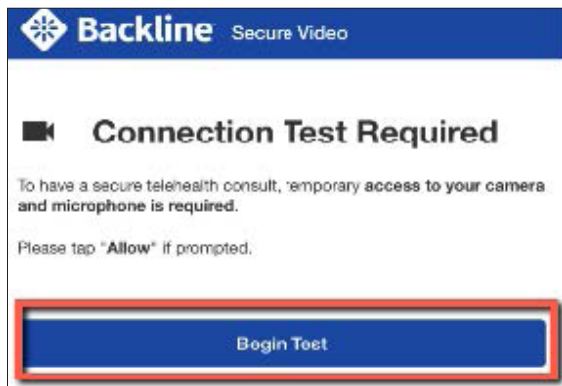 Backline Secure Video
Connection Test Required
To have a secure telehealth consult, temporary access to your camera
and microphone is required.
Please tap "Allow" if prompted.
Begin Test